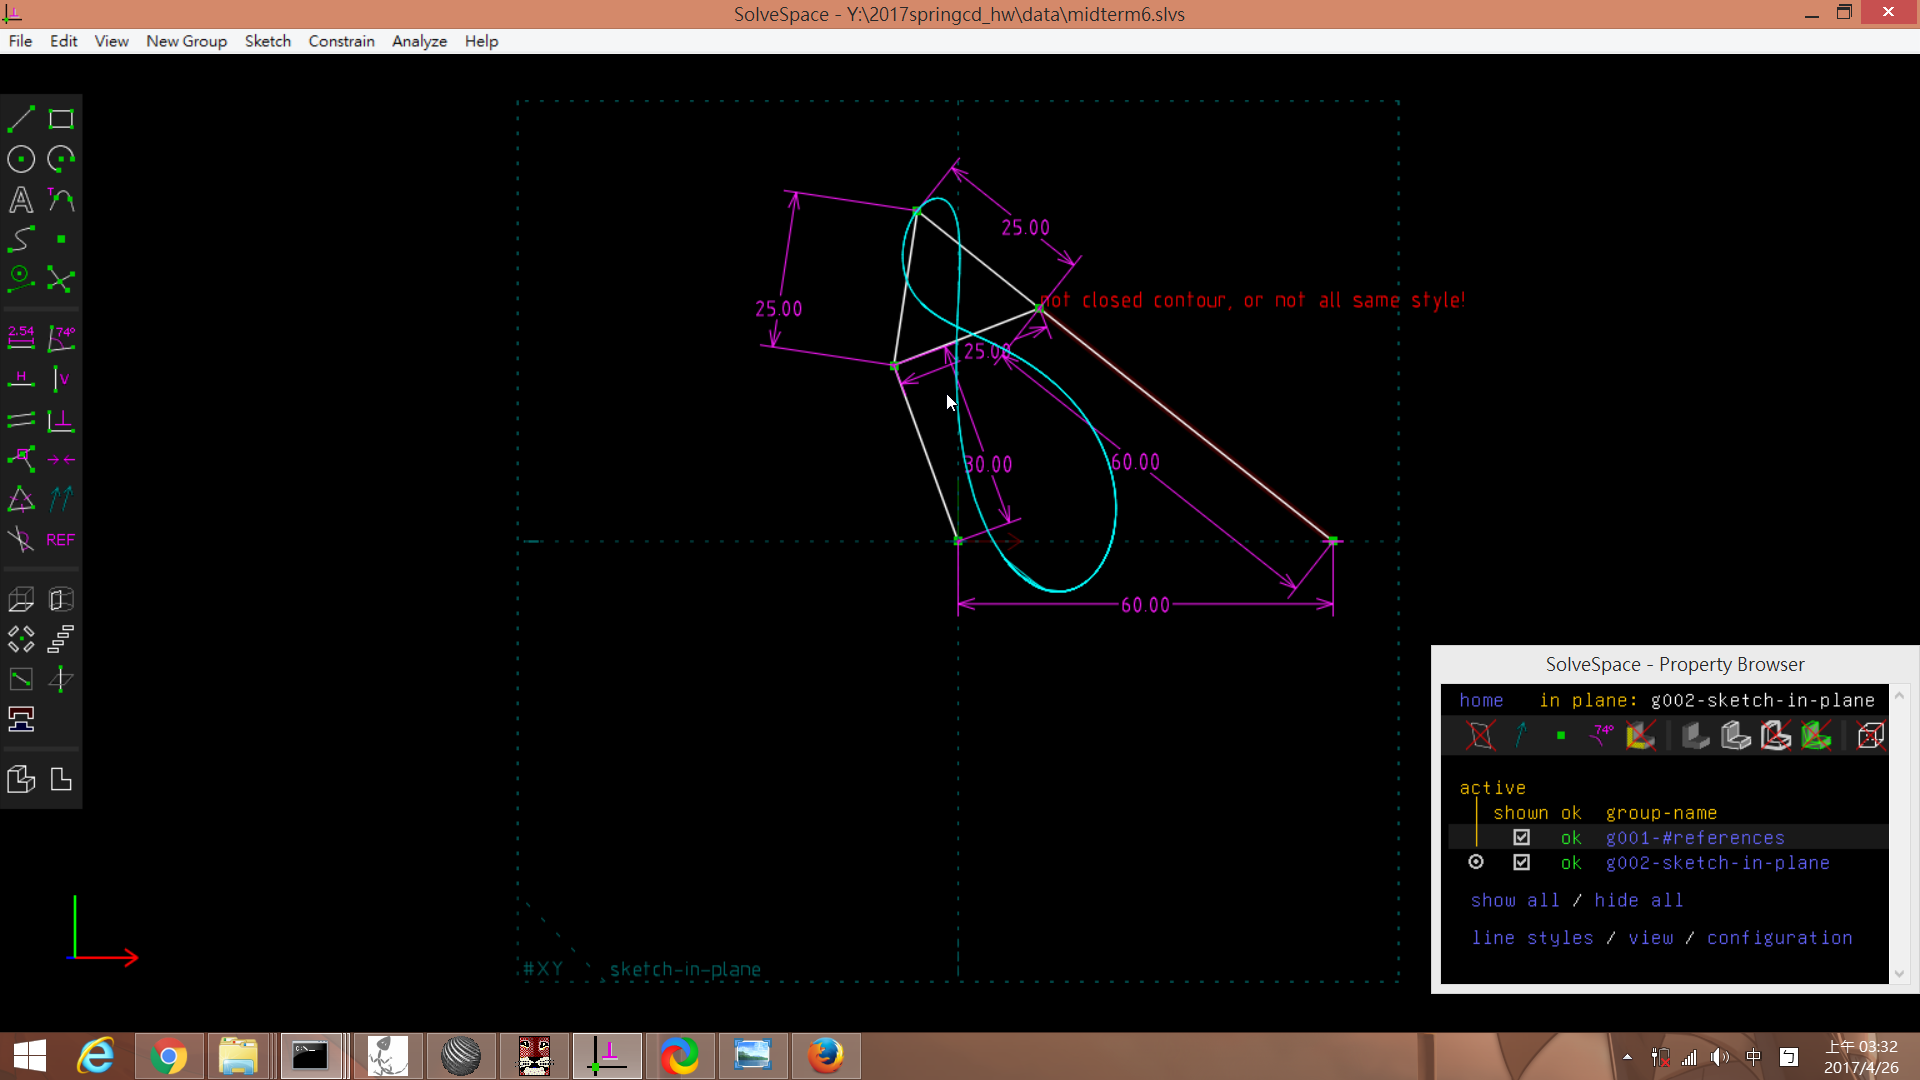 SolveSpace - Y:\2017springcd_hw\data\midterm6.slvs
File Edit View New Group Sketch Constrain Analyze Help
25.00
25.00
not closed contour, or not all same style!
25.00
30.00
60.00
60.00
#XY sketch-in-plane
A
T
2.54 74°
H V
REF
SolveSpace - Property Browser
home in plane: g002-sketch-in-plane
74°
active
shown ok group-name
ok g001-#references
ok g002-sketch-in-plane
show all / hide all
line styles / view / configuration
中
上午 03:32
2017/4/26